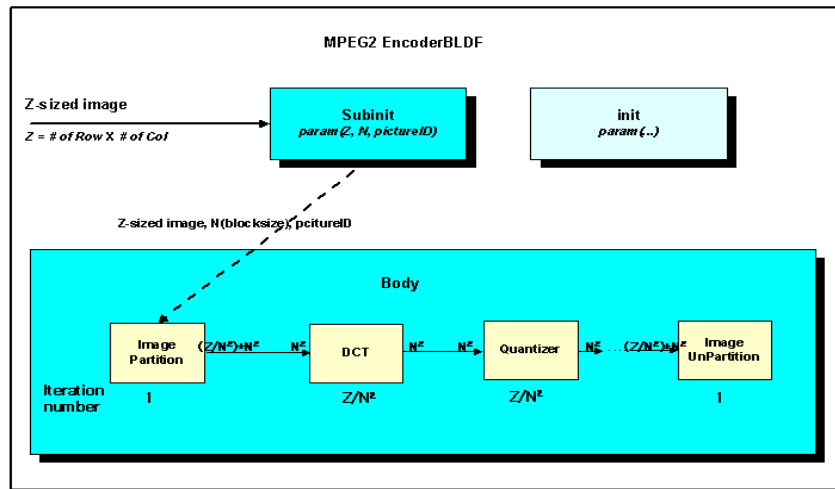 MPEG2 EncoderBLDF
Z-sized image
Z = # of Row X # of Col
Subinit
param(Z, N, pictureID)
init
param(...)
Z-sized image, N(blocksize), pcitureID
Body
Image
Partition
(Z/N²)*N²
N²
DCT
N²
N²
Quantizer
N²
...(Z/N²)*N²
Image
UnPartition
Iteration
number
1
Z/N²
Z/N²
1